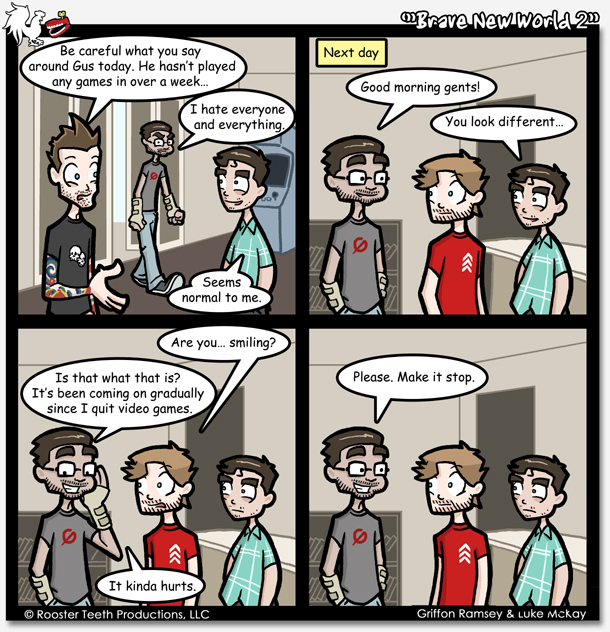 "Brave New World 2"
Be careful what you say
around Gus today. He hasn't played
any games in over a week...
I hate everyone
and everything.
Seems
normal to me.
Next day
Good morning gents!
You look different...
Are you... smiling?
Is that what that is?
It's been coming on gradually
since I quit video games.
It kinda hurts.
Please. Make it stop.
© Rooster Teeth Productions, LLC
Griffon Ramsey & Luke McKay